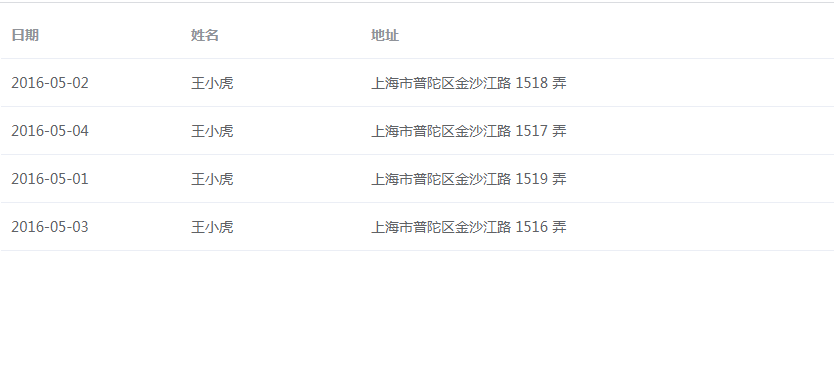 日期 姓名 地址
2016-05-02 王小虎 上海市普陀区金沙江路 1518 弄
2016-05-04 王小虎 上海市普陀区金沙江路 1517 弄
2016-05-01 王小虎 上海市普陀区金沙江路 1519 弄
2016-05-03 王小虎 上海市普陀区金沙江路 1516 弄